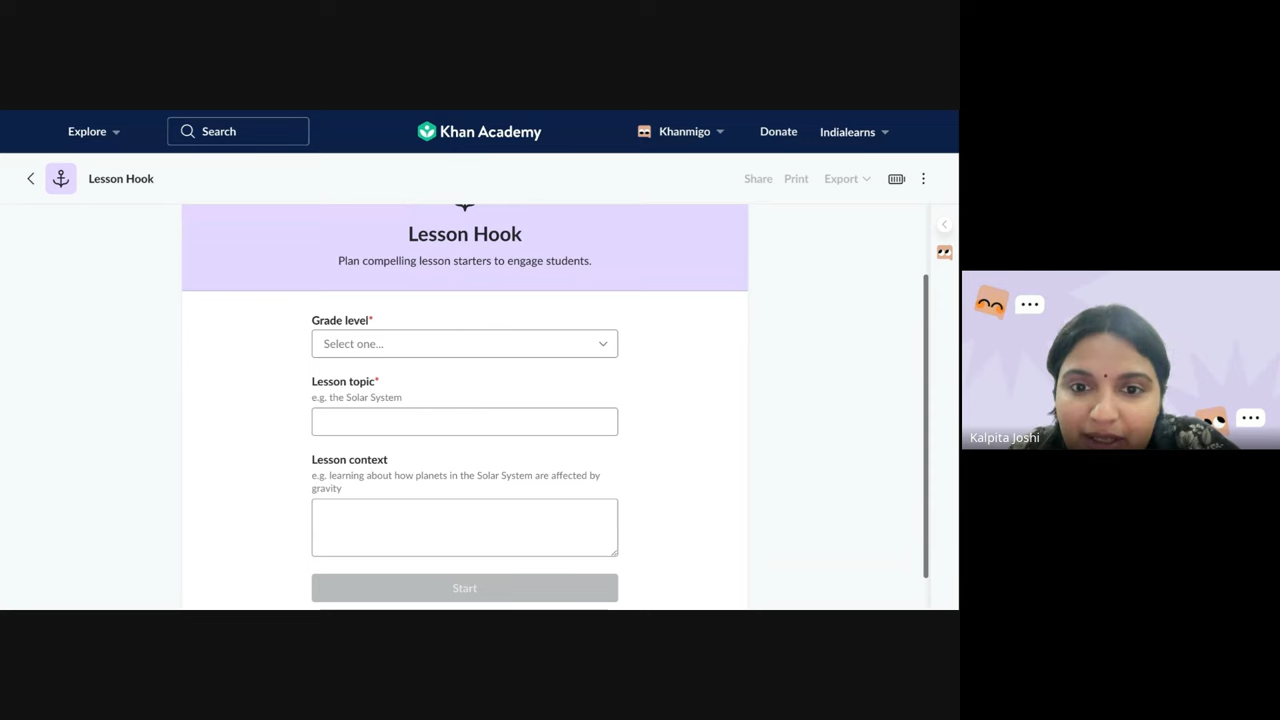 Explore
Search
Khan Academy
Khanmigo
Donate
Indialearns
Lesson Hook
Share
Print
Export
Lesson Hook
Plan compelling lesson starters to engage students.
Grade level*
Select one...
Lesson topic*
e.g. the Solar System
Lesson context
e.g. learning about how planets in the Solar System are affected by
gravity
Start
Kalpita Joshi